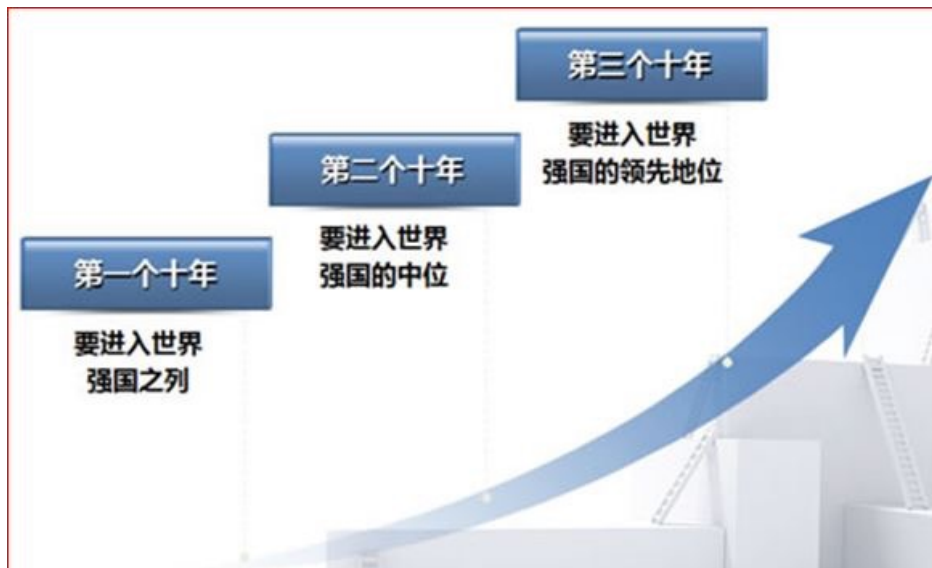 第一个十年
要进入世界
强国之列
第二个十年
要进入世界
强国的中位
第三个十年
要进入世界
强国的领先地位